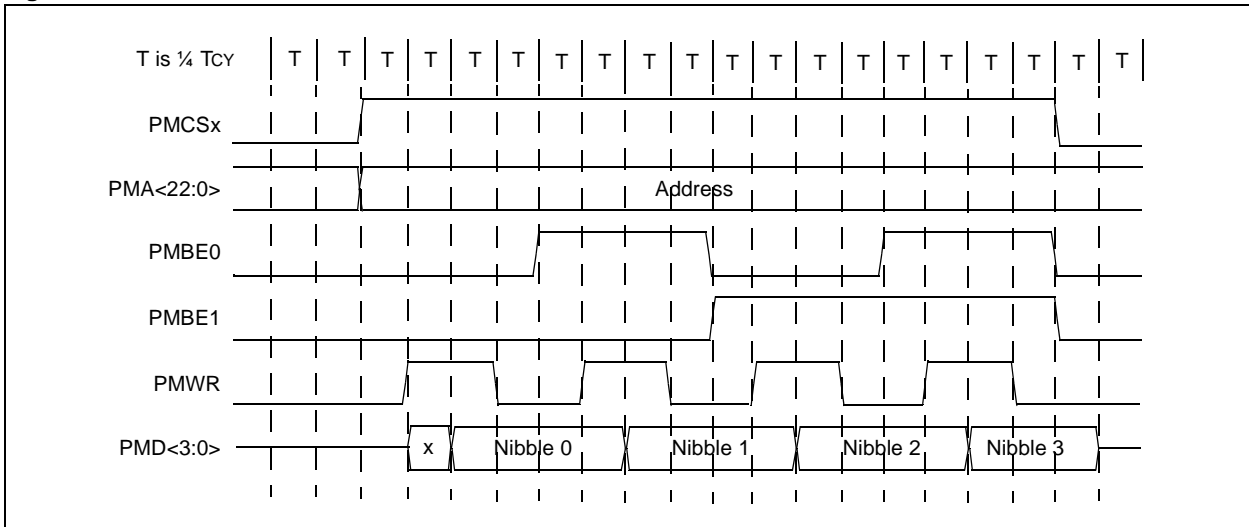 T is ¼ TCY T T T T T T T T T T T T T T T T T T T T
PMCSx
PMA<22:0> Address
PMBE0
PMBE1
PMWR
PMD<3:0> x Nibble 0 Nibble 1 Nibble 2 Nibble 3